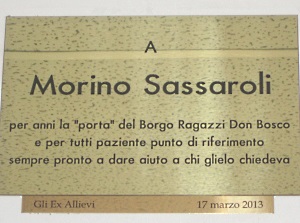 A
Morino Sassaroli
per anni la "porta" del Borgo Ragazzi Don Bosco
e per tutti paziente punto di riferimento
sempre pronto a dare aiuto a chi glielo chiedeva
Gli Ex Allievi 17 marzo 2013